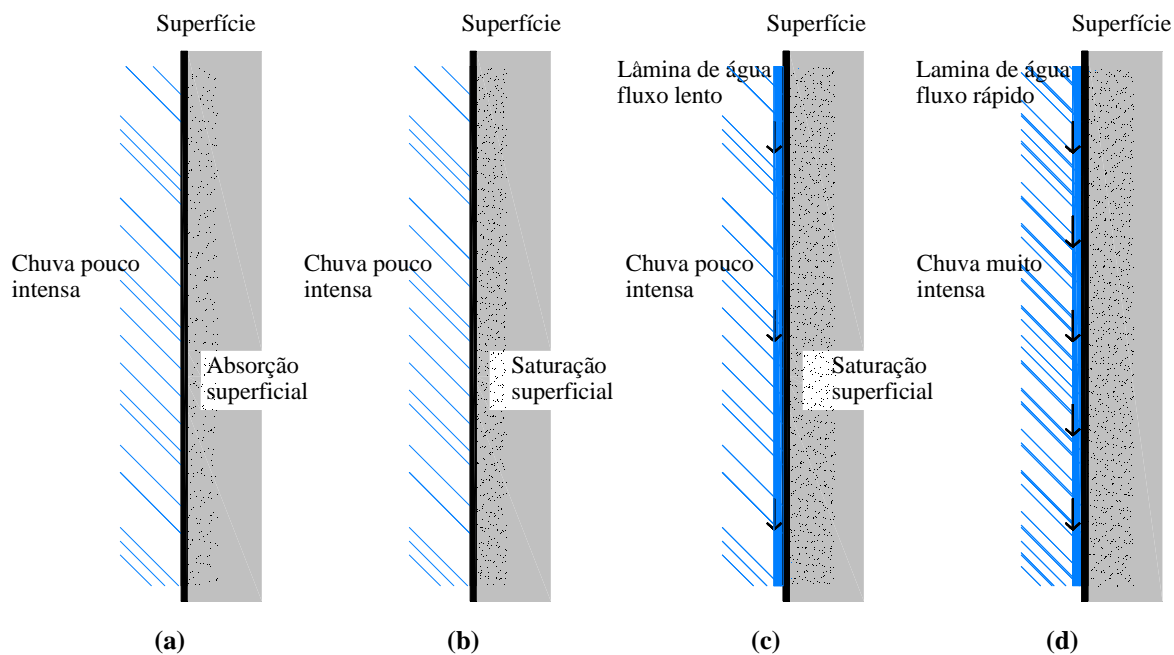 Superfície
Chuva pouco
intensa
Absorção
superficial
(a)
Superfície
Chuva pouco
intensa
Saturação
superficial
(b)
Superfície
Lâmina de água
fluxo lento
Chuva pouco
intensa
Saturação
superficial
(c)
Superfície
Lamina de água
fluxo rápido
Chuva muito
intensa
(d)